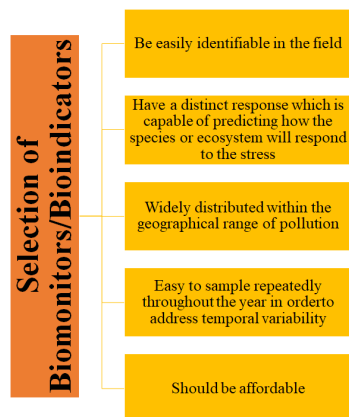 Selection of
Biomonitors/Bioindicators
Be easily identifiable in the field
Have a distinct response which is
capable of predicting how the
species or ecosystem will respond
to the stress
Widely distributed within the
geographical range of pollution
Easy to sample repeatedly
throughout the year in orderto
address temporal variability
Should be affordable